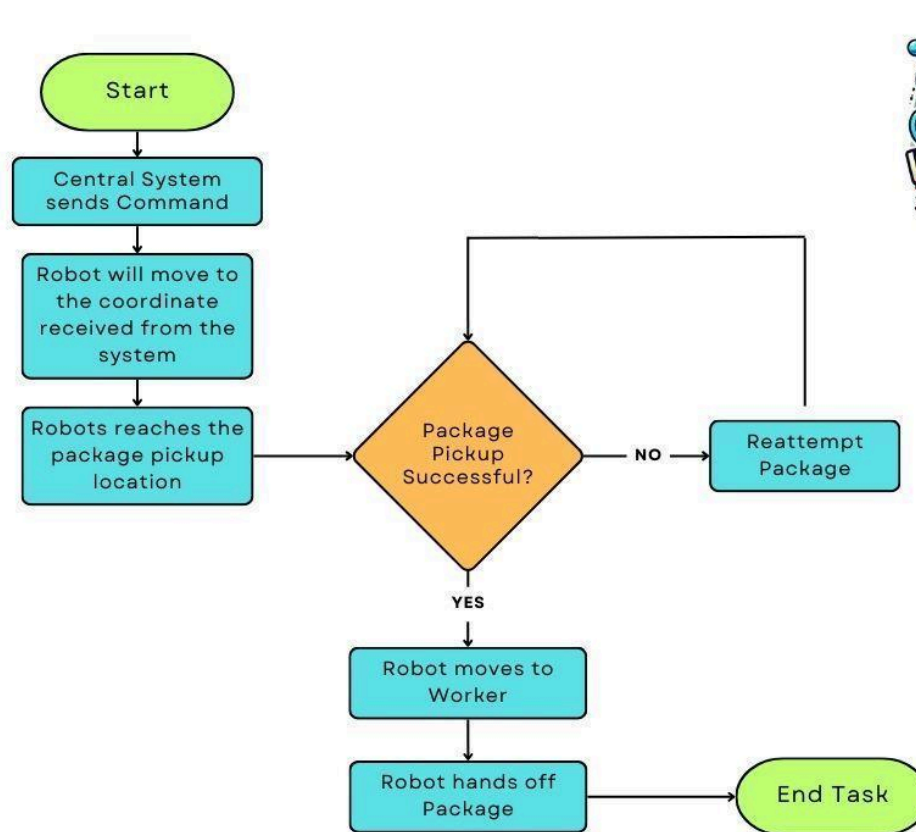 Start
Central System
sends Command
Robot will move to
the coordinate
received from the
system
Robots reaches the
package pickup
location
Package
Pickup
Successful?
NO
Reattempt
Package
YES
Robot moves to
Worker
Robot hands off
Package
End Task